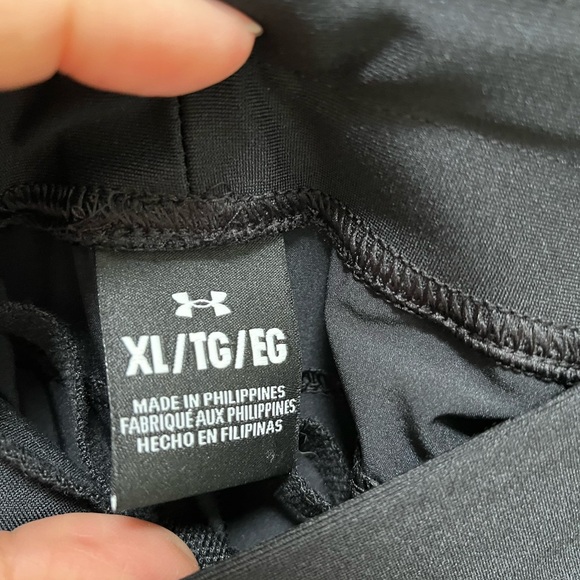 XL/TG/EG
MADE IN PHILIPPINES
FABRIQUÉ AUX PHILIPPINES
HECHO EN FILIPINAS